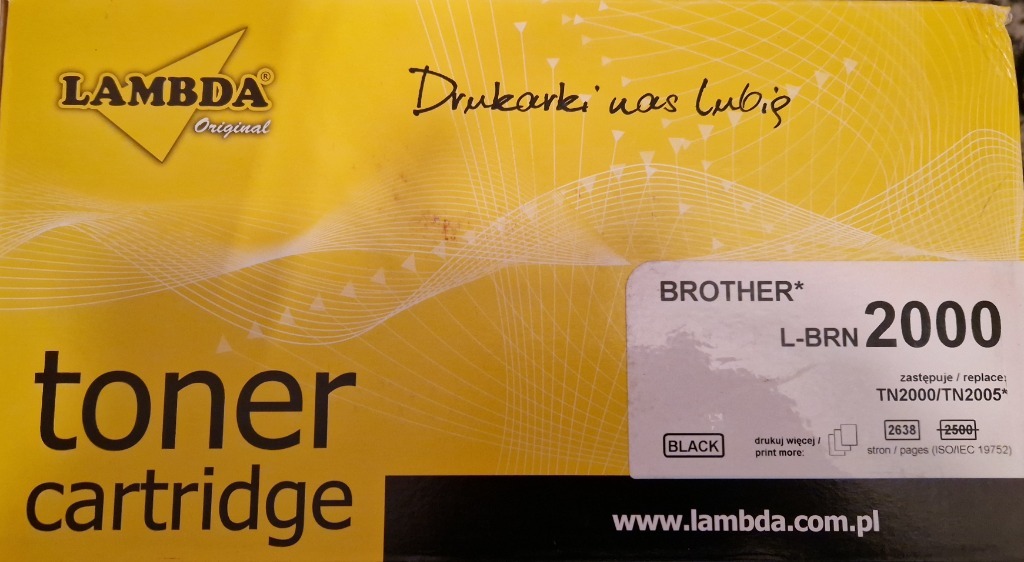 LAMBDA®
Original
Drukarki nas lubią
BROTHER*
L-BRN 2000
zastępuje / replace:
TN2000/TN2005*
BLACK
drukuj więcej /
print more:
2638 2500
stron / pages (ISO/IEC 19752)
toner
cartridge
www.lambda.com.pl